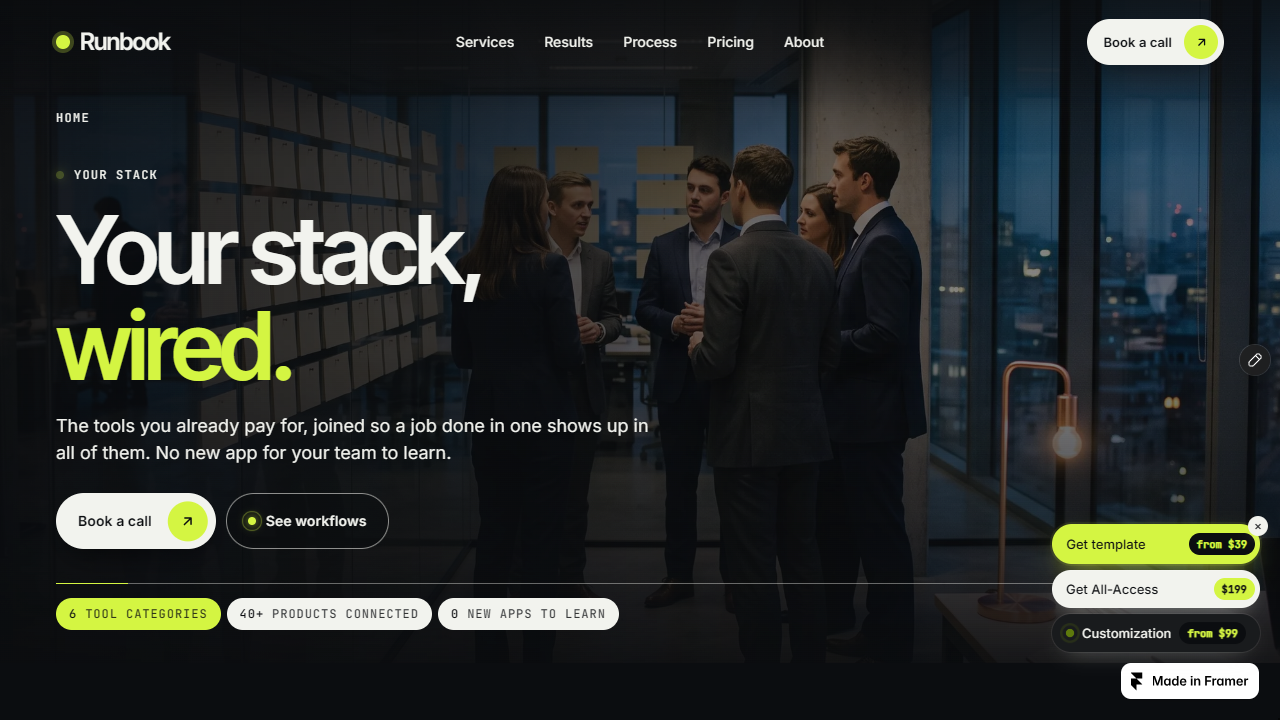 Runbook
Services
Results
Process
Pricing
About
Book a call
HOME
YOUR STACK
Your stack,
wired.
The tools you already pay for, joined so a job done in one shows up in
all of them. No new app for your team to learn.
Book a call
See workflows
6 TOOL CATEGORIES
40+ PRODUCTS CONNECTED
0 NEW APPS TO LEARN
Get template from $39
Get All-Access $199
Customization from $99
Made in Framer